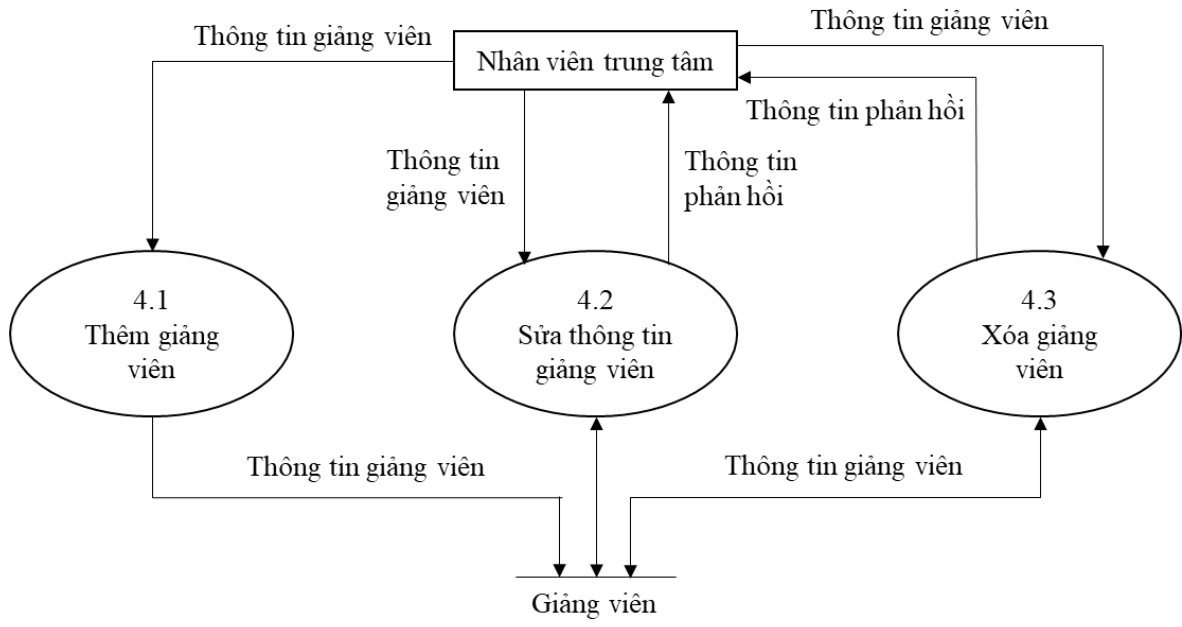 Thông tin giảng viên
Nhân viên trung tâm
Thông tin giảng viên
Thông tin phản hồi
Thông tin
giảng viên
Thông tin
phản hồi
4.1
Thêm giảng
viên
4.2
Sửa thông tin
giảng viên
4.3
Xóa giảng
viên
Thông tin giảng viên
Thông tin giảng viên
Giảng viên